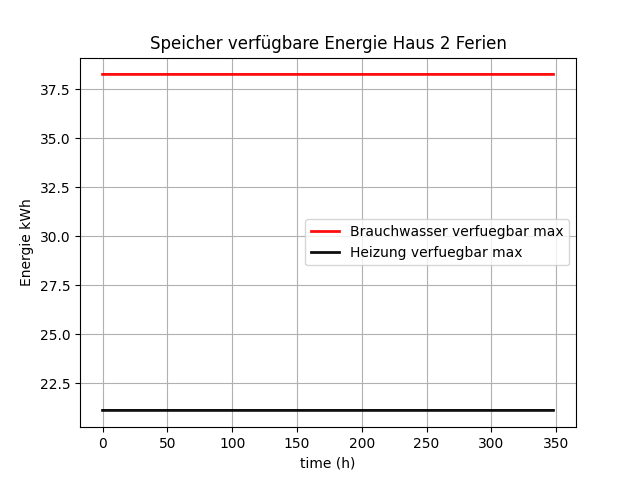 Speicher verfügbare Energie Haus 2 Ferien
Energie kWh
37.5
35.0
32.5
30.0
27.5
25.0
22.5
Brauchwasser verfuegbar max
Heizung verfuegbar max
0 50 100 150 200 250 300 350
time (h)